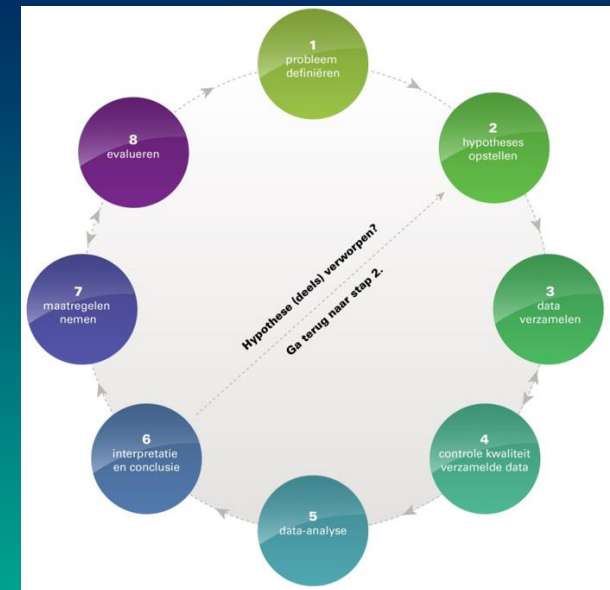 1
probleem
definiëren
2
hypotheses
opstellen
3
data
verzamelen
4
controle kwaliteit
verzamelde data
5
data-analyse
6
interpretatie
en conclusie
7
maatregelen
nemen
8
evalueren
Hypothese (deels) verworpen?
Ga terug naar stap 2.